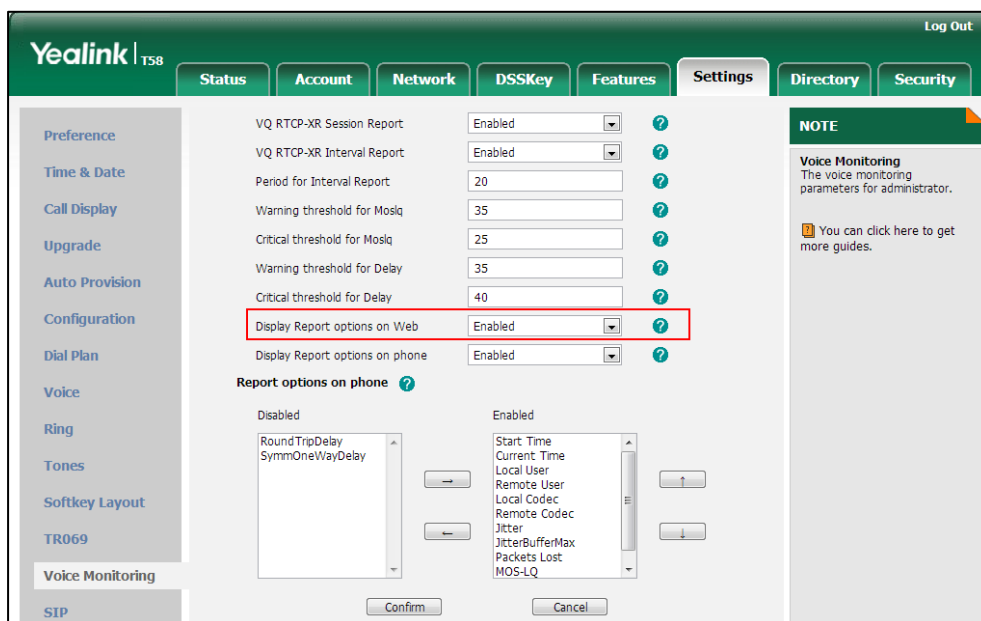 Log Out
Yealink | T58
Status
Account
Network
DSSKey
Features
Settings
Directory
Security
Preference
Time & Date
Call Display
Upgrade
Auto Provision
Configuration
Dial Plan
Voice
Ring
Tones
Softkey Layout
TR069
Voice Monitoring
SIP
VQ RTCP-XR Session Report Enabled ?
VQ RTCP-XR Interval Report Enabled ?
Period for Interval Report 20 ?
Warning threshold for Moslq 35 ?
Critical threshold for Moslq 25 ?
Warning threshold for Delay 35 ?
Critical threshold for Delay 40 ?
Display Report options on Web Enabled ?
Display Report options on phone Enabled ?
Report options on phone ?
Disabled
RoundTripDelay
SymmOneWayDelay
→
←
Enabled
Start Time
Current Time
Local User
Remote User
Local Codec
Remote Codec
Jitter
JitterBufferMax
Packets Lost
MOS-LQ
↑
↓
Confirm
Cancel
NOTE
Voice Monitoring
The voice monitoring
parameters for administrator.
? You can click here to get
more guides.